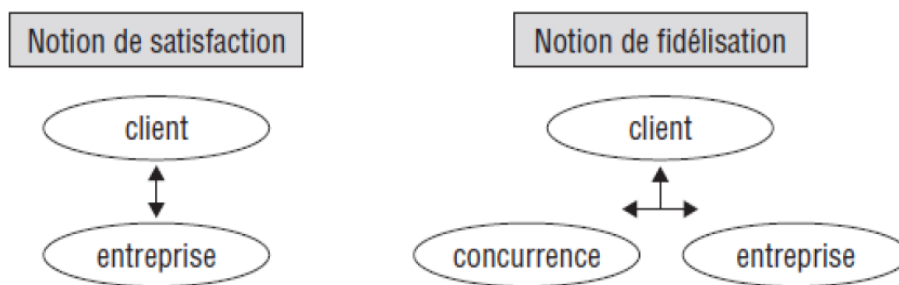 Notion de satisfaction
Notion de fidélisation
client
client
entreprise
concurrence
entreprise